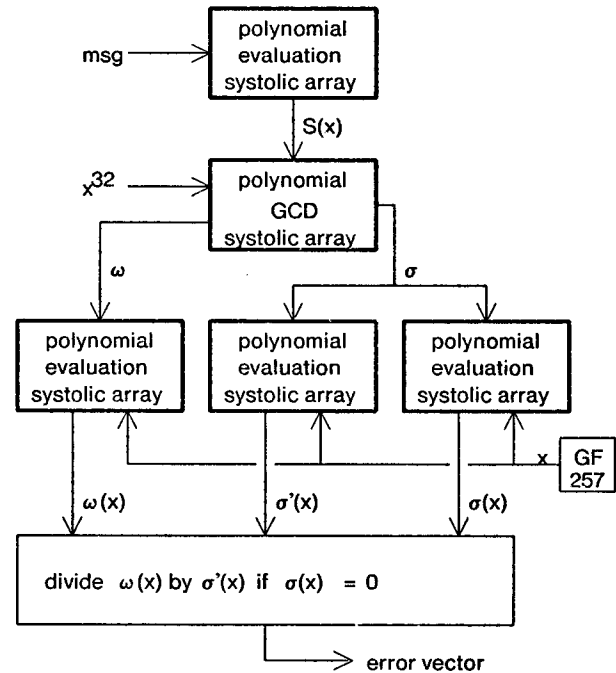 polynomial
evaluation
systolic array
msg
S(x)
x³²
polynomial
GCD
systolic array
ω
σ
polynomial
evaluation
systolic array
polynomial
evaluation
systolic array
polynomial
evaluation
systolic array
x
GF
257
ω(x)
σ'(x)
σ(x)
divide ω(x) by σ'(x) if σ(x) = 0
error vector